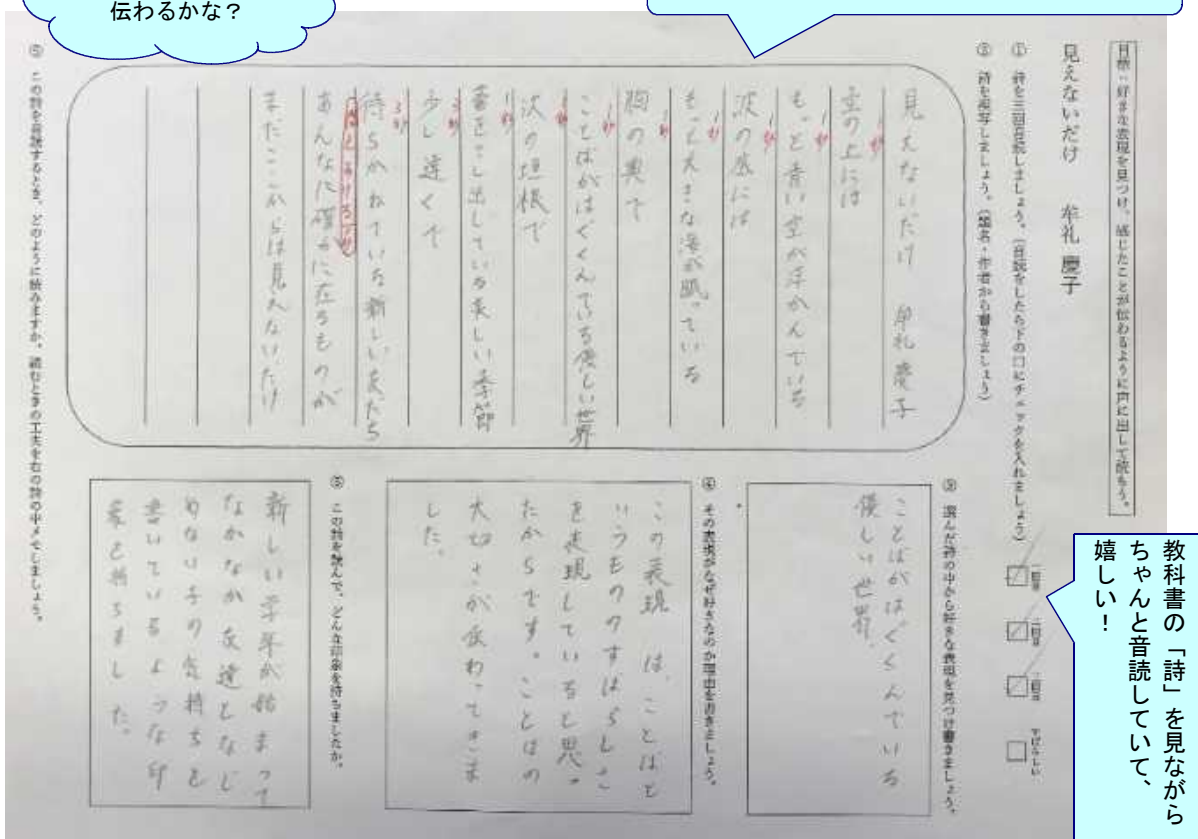 伝わるかな？
目標：好きな表現を見つけ、感じたことが伝わるように声に出して読もう。
見えないだけ　牟礼 慶子
① 詩を三回音読しましょう。（音読をしたら下の□にチェックを入れましょう）
一回目
二回目
三回目
すばらしい
② 詩を視写しましょう。（題名・作者から書きましょう）
見えないだけ　牟礼慶子
空の上には
もっと青い空が浮かんでいる
波の底には
もっと大きな海が眠っている
胸の奥で
ことばがはぐくんでいる優しい世界
次の垣根で
蕾をさし出している美しい季節
少し遠くで
待ちかねている新しい友だち
あんなに確かに在るものが
まだここからは見えないだけ
③ 選んだ詩の中から好きな表現を見つけ書きましょう。
ことばがはぐくんでいる
優しい世界。
④ その表現がなぜ好きなのか理由を書きましょう。
この表現は、ことばと
いうもののすばらしさ
を表現していると思っ
たからです。ことばの
大切さが伝わってきま
した。
⑤ この詩を読んで、どんな印象を持ちましたか。
新しい学年が始まって
なかなか友達となじ
めない子の気持ちを
書いているような印
象を持ちました。
この詩を音読するとき、どのように読みますか。読むときの工夫を右の詩の中メモしましょう。
教科書の「詩」を見ながら
ちゃんと音読していて、
嬉しい！